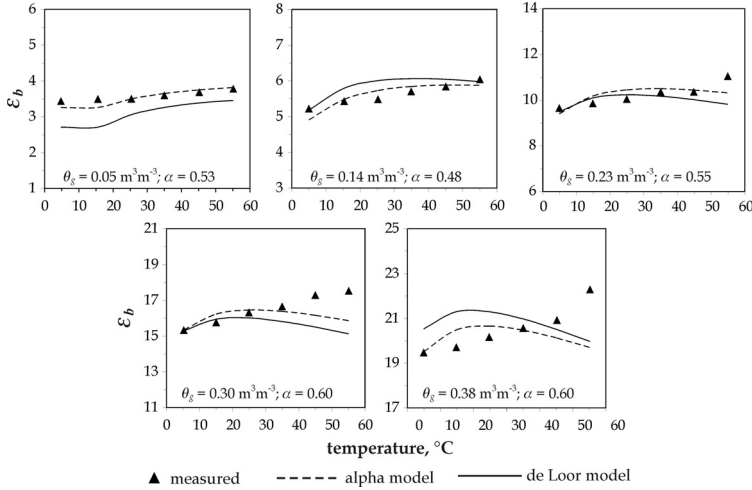 6
5
4
3
2
1
ε_b
θ_g = 0.05 m³m⁻³; α = 0.53
0 10 20 30 40 50 60
8
7
6
5
4
3
2
θ_g = 0.14 m³m⁻³; α = 0.48
0 10 20 30 40 50 60
14
12
10
8
6
θ_g = 0.23 m³m⁻³; α = 0.55
0 10 20 30 40 50 60
21
19
17
15
13
11
ε_b
θ_g = 0.30 m³m⁻³; α = 0.60
0 10 20 30 40 50 60
25
23
21
19
17
θ_g = 0.38 m³m⁻³; α = 0.60
0 10 20 30 40 50 60
temperature, °C
measured alpha model de Loor model